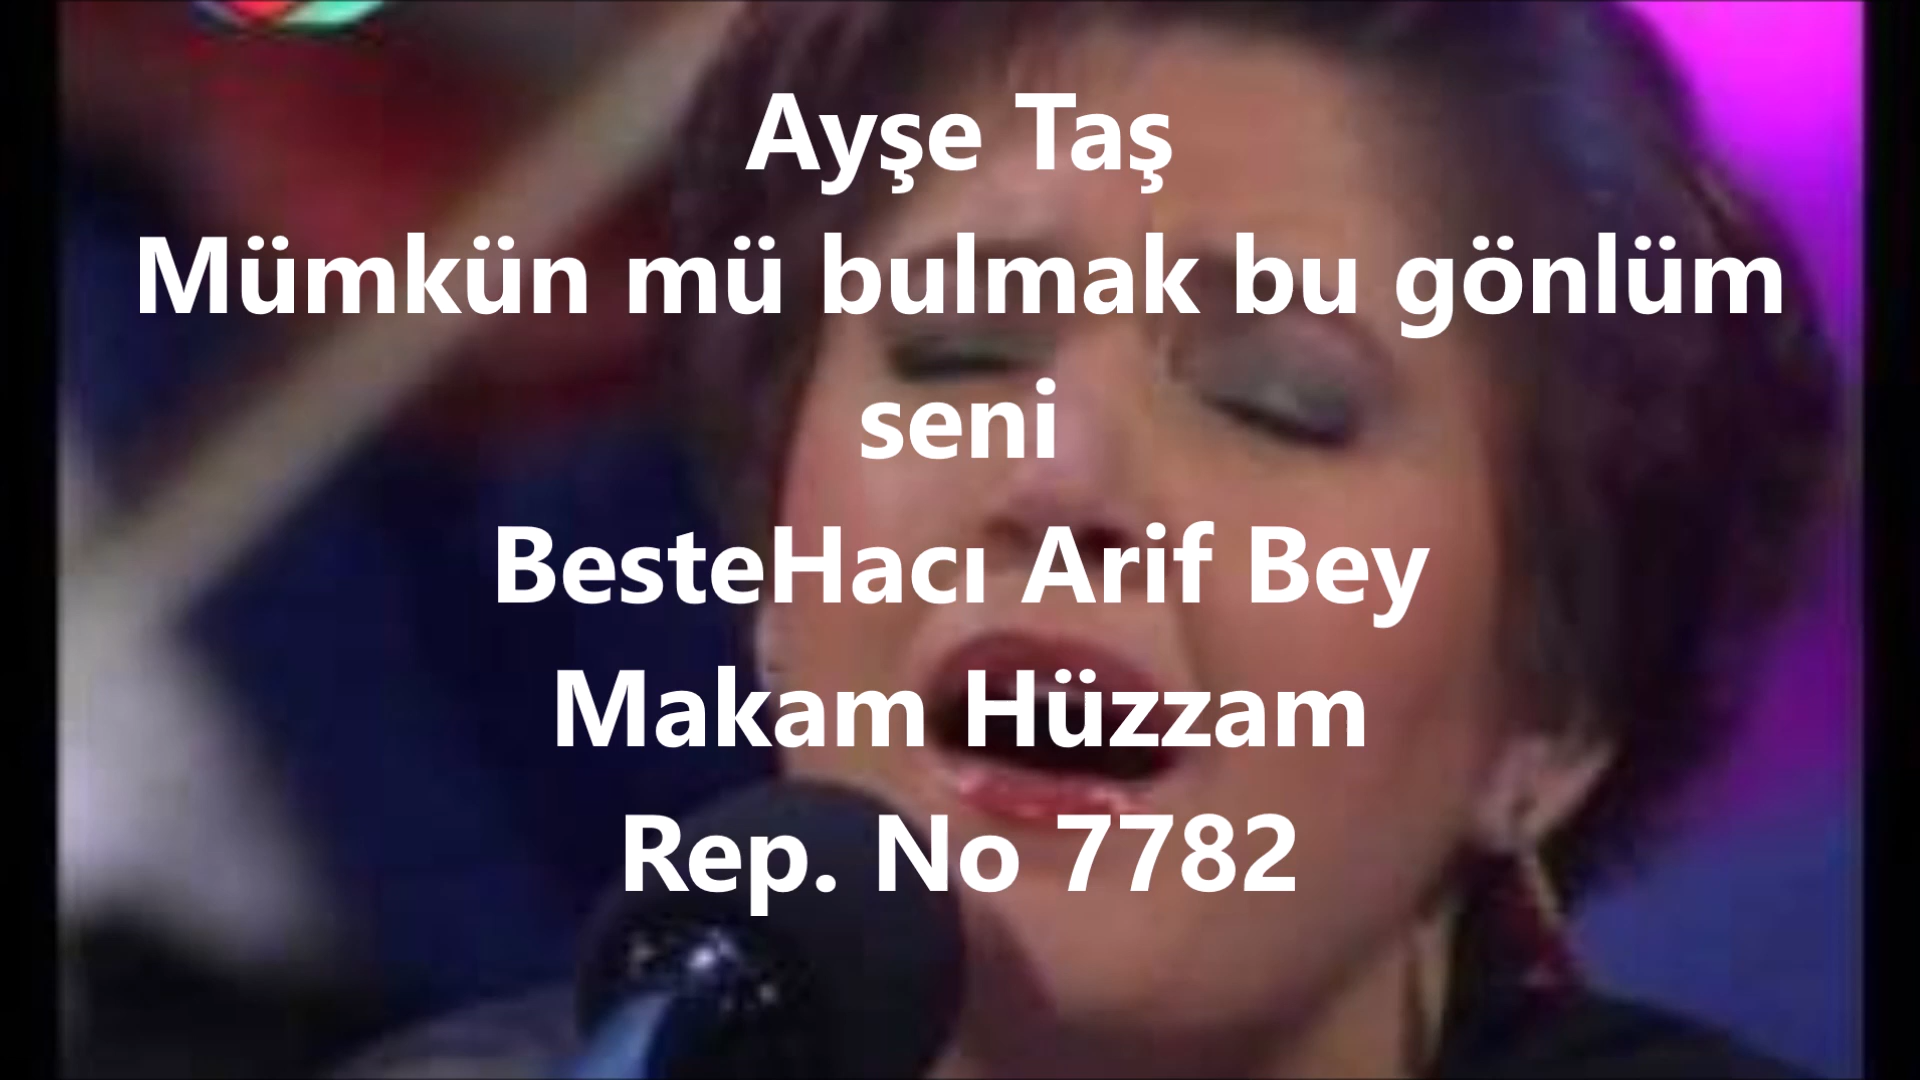 Ayşe Taş
Mümkün mü bulmak bu gönlüm
seni
BesteHacı Arif Bey
Makam Hüzzam
Rep. No 7782